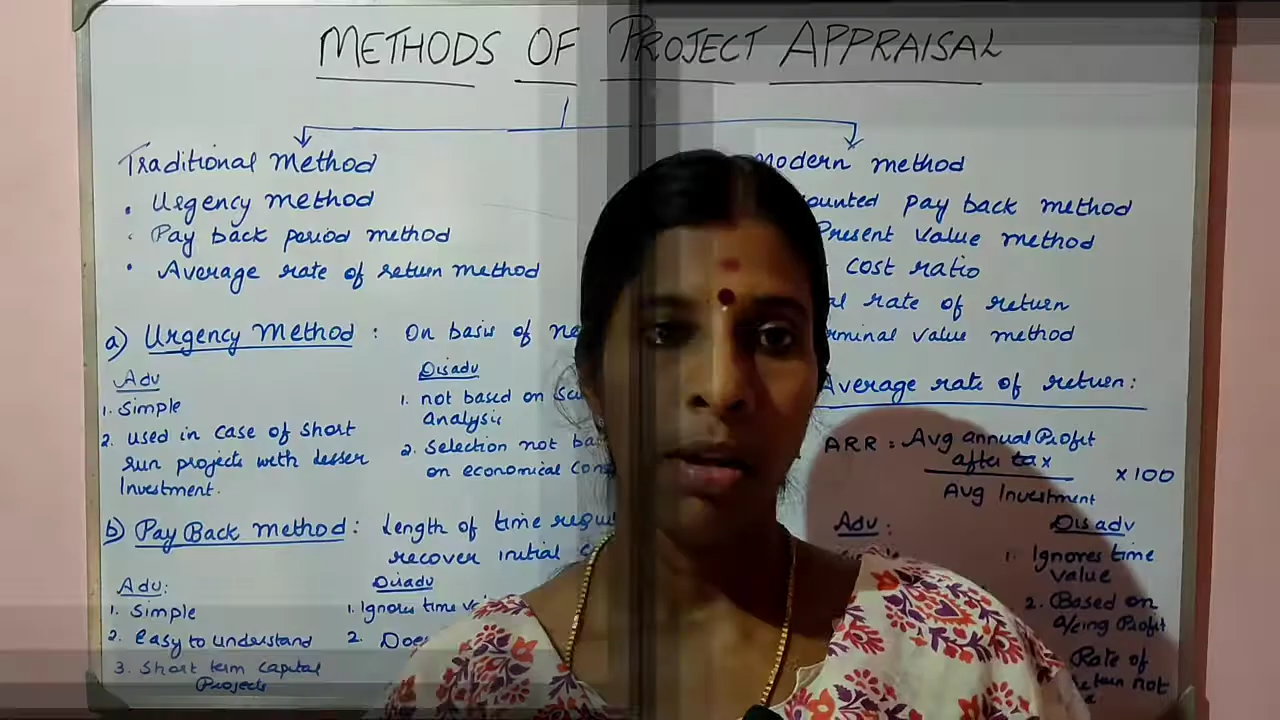 METHODS OF PROJECT APPRAISAL
Traditional Method
• Urgency method
• Pay back period method
• Average rate of return method
Modern method
pay back method
Present value method
cost ratio
rate of return
value method
a) Urgency Method : On basis of
Adv
1. Simple
2. used in case of short
run projects with lesser
Investment.
Disadv
1. not based on
analysis
2. Selection not
on economical
b) Pay Back method : Length of time
recover initial
Adv:
1. Simple
2. Easy to understand
3. Short term capital
Projects
Disadv
1. Ignores time
2.
Average rate of return:
ARR = Avg annual Profit
after tax
Avg Investment
x100
Adv:
Disadv
1. Ignores time
value
2. Based on
a/cing Profit
Rate of
not